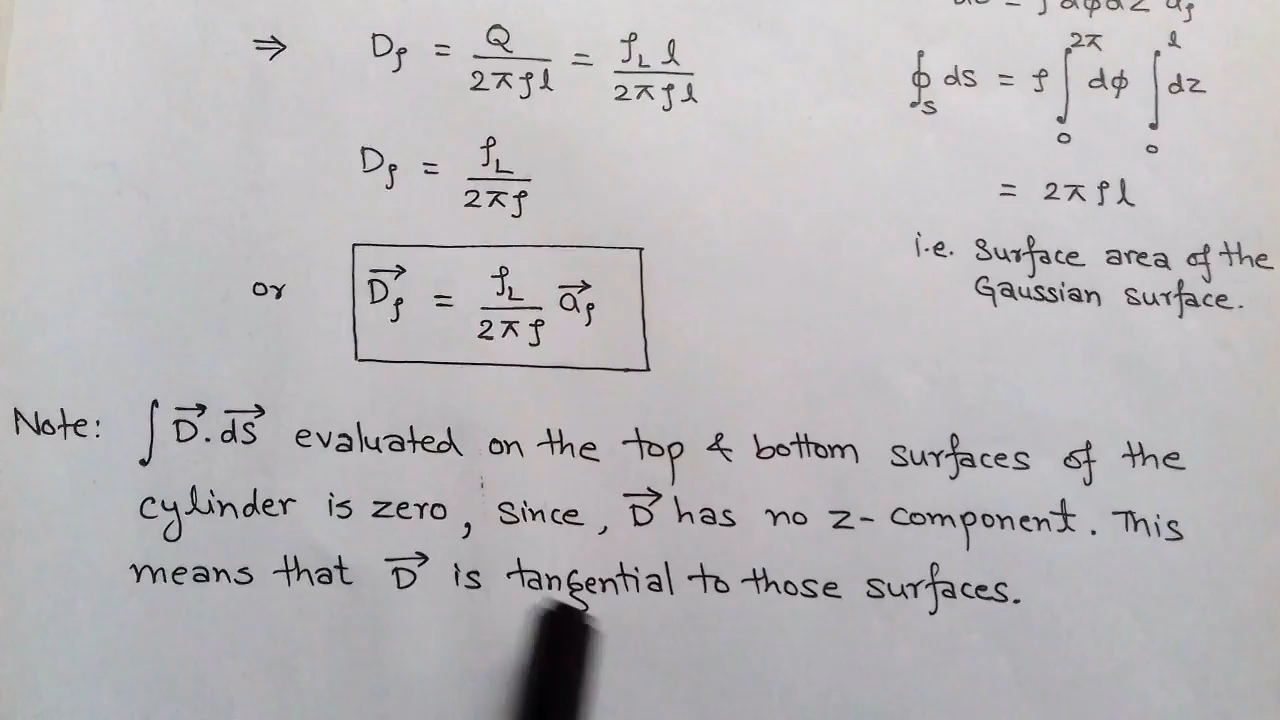 ⇒ Dρ = Q / 2πρl = ρL l / 2πρl
Dρ = ρL / 2πρ
or D⃗ρ = ρL / 2πρ a⃗ρ
∮S ds = ρ ∫₀^2π dϕ ∫₀^l dz
= 2πρl
i.e. Surface area of the
Gaussian surface.
Note: ∫ D⃗. ds⃗ evaluated on the top & bottom surfaces of the
cylinder is zero, since, D⃗ has no z-component. This
means that D⃗ is tangential to those surfaces.